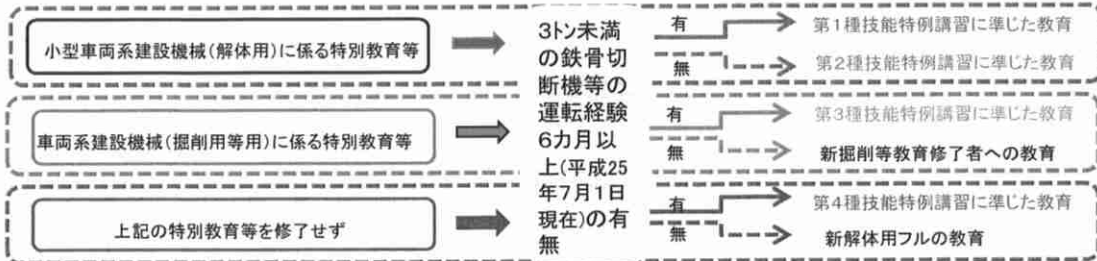 小型車両系建設機械(解体用)に係る特別教育等
車両系建設機械(掘削用等用)に係る特別教育等
上記の特別教育等を修了せず
3トン未満
の鉄骨切
断機等の
運転経験
6カ月以
上(平成25
年7月1日
現在)の有
無
有
第1種技能特例講習に準じた教育
無
第2種技能特例講習に準じた教育
有
第3種技能特例講習に準じた教育
無
新掘削等教育修了者への教育
有
第4種技能特例講習に準じた教育
無
新解体用フルの教育